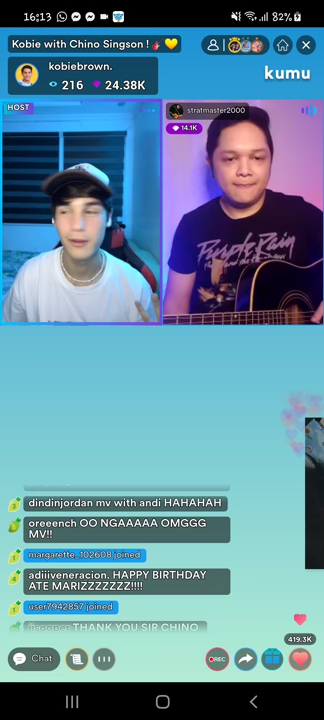 16:13
82%
Kobie with Chino Singson !
kobiebrown.
216 24.38K
kumu
HOST
stratmaster2000
14.1K
Purple Rain
dindinjordan mv with andi HAHAHAH
oreeench OO NGAAAAA OMGGG
MV!!
margarette_102608 joined
adiiiveneracion. HAPPY BIRTHDAY
ATE MARIZZZZZZZ!!!!
user7942857 joined
THANK YOU SIR CHINO
419.3K
Chat
REC